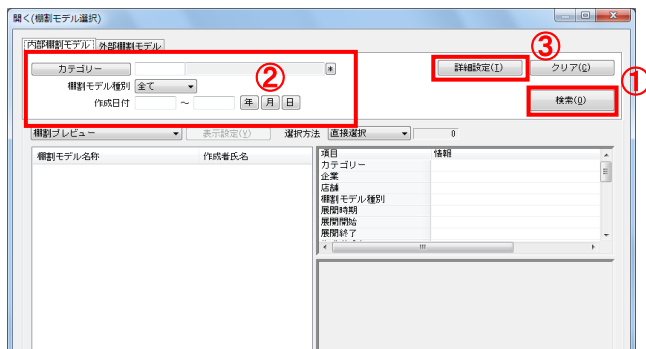 開く(棚割モデル選択)
内部棚割モデル 外部棚割モデル
③
カテゴリー * 詳細設定(I) クリア(C)
②
①
棚割モデル種別 全て
作成日付 ～ 年 月 日 検索(Q)
棚割プレビュー 表示設定(V) 選択方法 直接選択 0
棚割モデル名称 作成者氏名 項目 情報
カテゴリー
企業
店舗
棚割モデル種別
展開時期
展開開始
展開終了